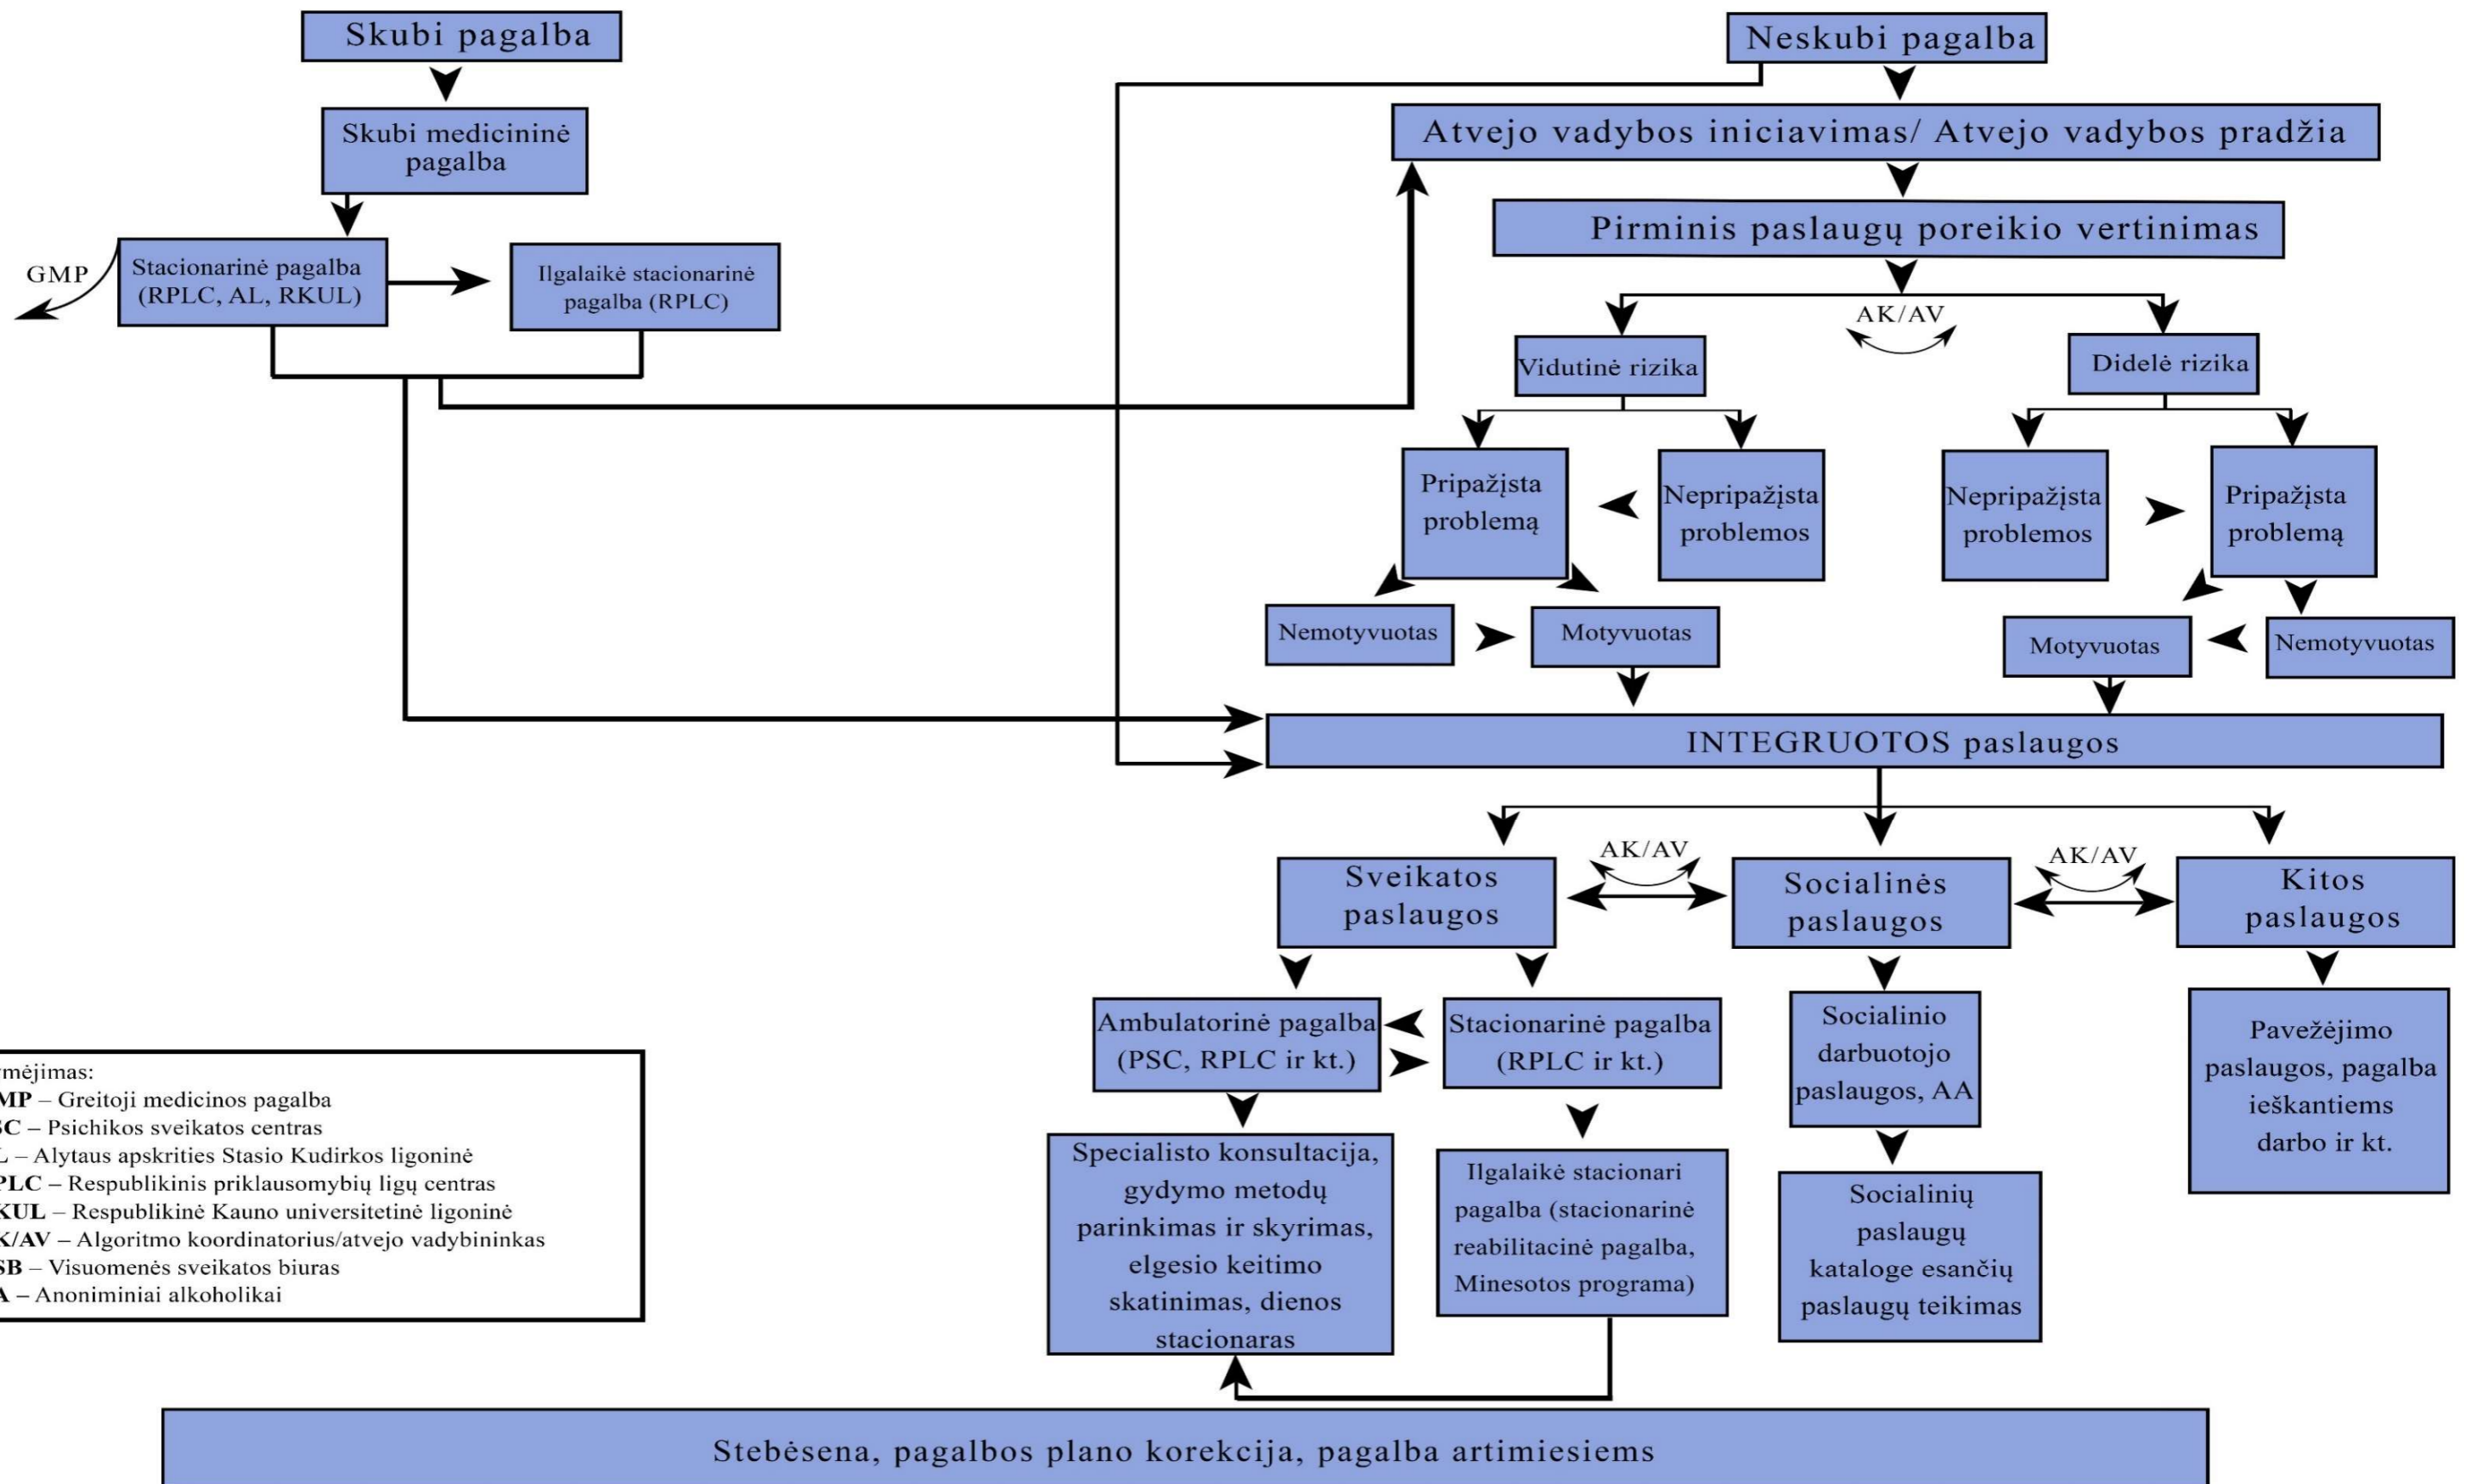 Skubi pagalba
Skubi medicininė
pagalba
GMP
Stacionarinė pagalba
(RPLC, AL, RKUL)
Ilgalaikė stacionarinė
pagalba (RPLC)
Neskubi pagalba
Atvejo vadybos iniciavimas/ Atvejo vadybos pradžia
Pirminis paslaugų poreikio vertinimas
AK/AV
Vidutinė rizika
Didelė rizika
Pripažįsta
problemą
Nepripažįsta
problemos
Nepripažįsta
problemos
Pripažįsta
problemą
Nemotyvuotas
Motyvuotas
Motyvuotas
Nemotyvuotas
INTEGRUOTOS paslaugos
Sveikatos
paslaugos
AK/AV
Socialinės
paslaugos
AK/AV
Kitos
paslaugos
Ambulatorinė pagalba
(PSC, RPLC ir kt.)
Stacionarinė pagalba
(RPLC ir kt.)
Socialinio
darbuotojo
paslaugos, AA
Pavežėjimo
paslaugos, pagalba
ieškantiems
darbo ir kt.
Specialisto konsultacija,
gydymo metodų
parinkimas ir skyrimas,
elgesio keitimo
skatinimas, dienos
stacionaras
Ilgalaikė stacionari
pagalba (stacionarinė
reabilitacinė pagalba,
Minesotos programa)
Socialinių
paslaugų
kataloge esančių
paslaugų teikimas
mėjimas:
MP – Greitoji medicinos pagalba
SC – Psichikos sveikatos centras
L – Alytaus apskrities Stasio Kudirkos ligoninė
PLC – Respublikinis priklausomybių ligų centras
KUL – Respublikinė Kauno universitetinė ligoninė
K/AV – Algoritmo koordinatorius/atvejo vadybininkas
SB – Visuomenės sveikatos biuras
A – Anoniminiai alkoholikai
Stebėsena, pagalbos plano korekcija, pagalba artimiesiems